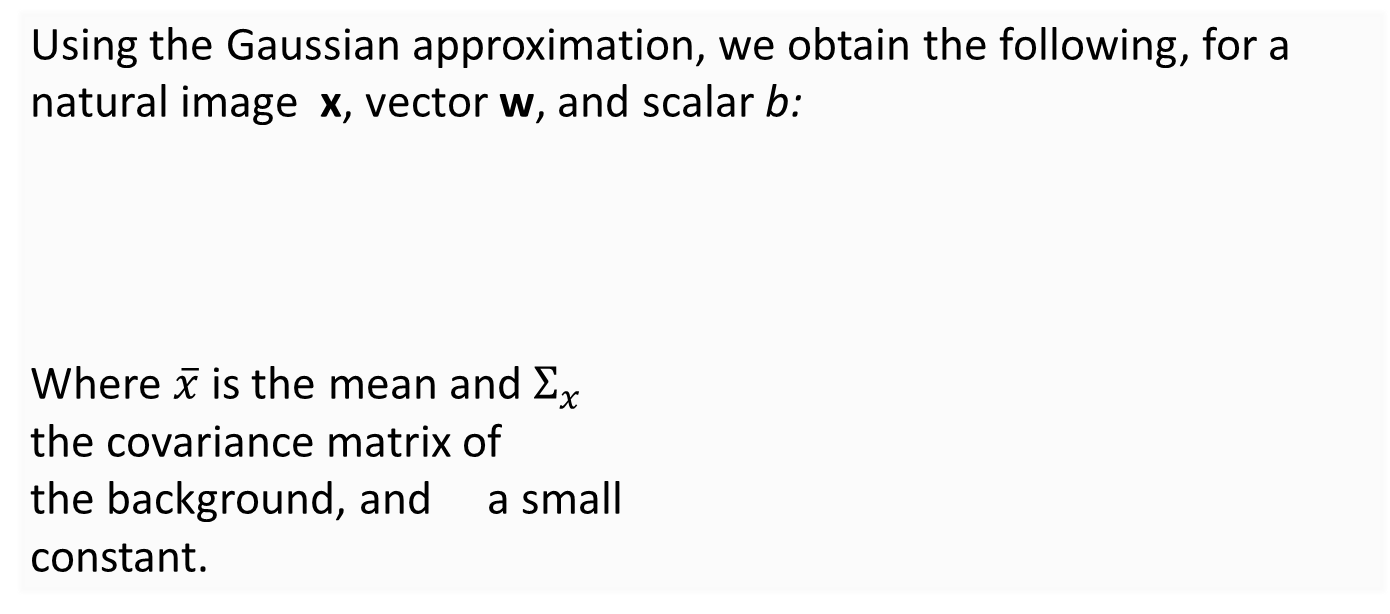 Using the Gaussian approximation, we obtain the following, for a
natural image x, vector w, and scalar b:
Where x̄ is the mean and Σₓ
the covariance matrix of
the background, and a small
constant.